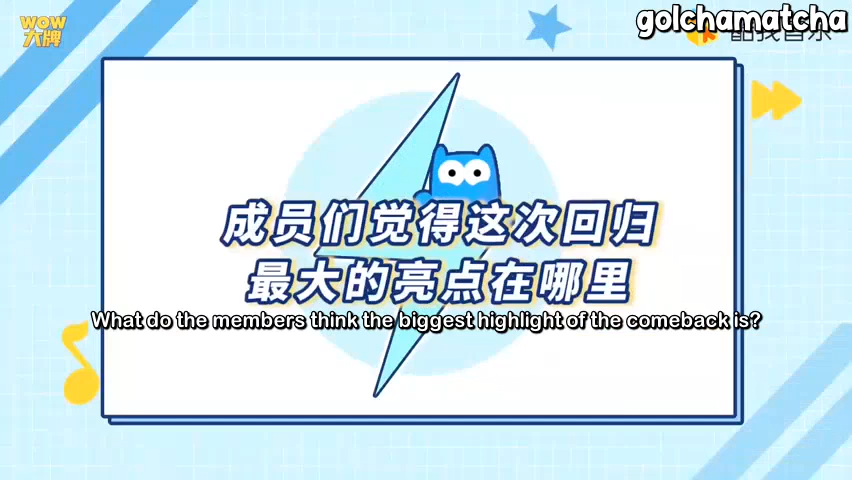 WOW
大牌
golchamatcha
成员们觉得这次回归
最大的亮点在哪里
What do the members think the biggest highlight of the comeback is?